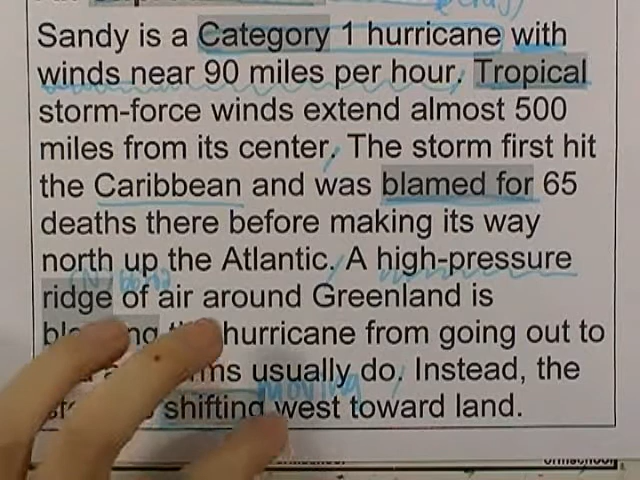 Sandy is a Category 1 hurricane with
winds near 90 miles per hour. Tropical
storm-force winds extend almost 500
miles from its center. The storm first hit
the Caribbean and was blamed for 65
deaths there before making its way
north up the Atlantic. A high-pressure
ridge of air around Greenland is
hurricane from going out to
usually do. Instead, the
moving
shifting west toward land.